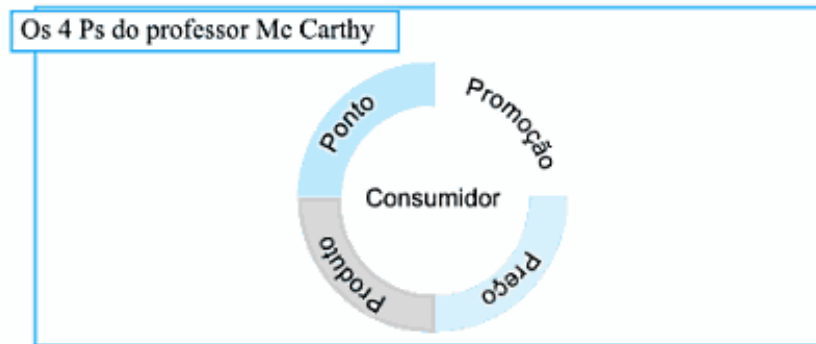 Os 4 Ps do professor Mc Carthy
Ponto
Promoção
Consumidor
Produto
Preço